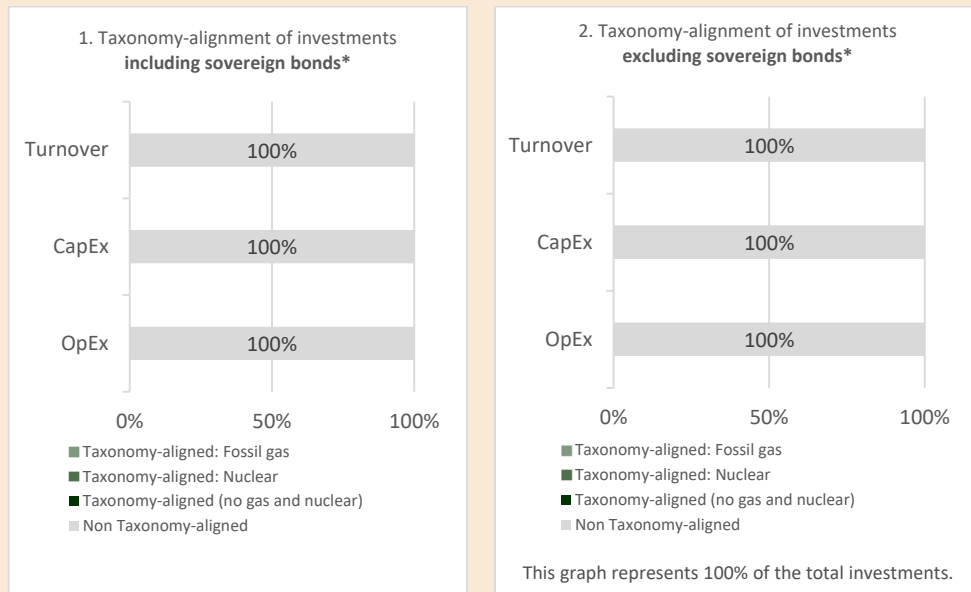 1. Taxonomy-alignment of investments
including sovereign bonds*
Turnover
100%
CapEx
100%
OpEx
100%
0%
50%
100%
Taxonomy-aligned: Fossil gas
Taxonomy-aligned: Nuclear
Taxonomy-aligned (no gas and nuclear)
Non Taxonomy-aligned
2. Taxonomy-alignment of investments
excluding sovereign bonds*
Turnover
100%
CapEx
100%
OpEx
100%
0%
50%
100%
Taxonomy-aligned: Fossil gas
Taxonomy-aligned: Nuclear
Taxonomy-aligned (no gas and nuclear)
Non Taxonomy-aligned
This graph represents 100% of the total investments.